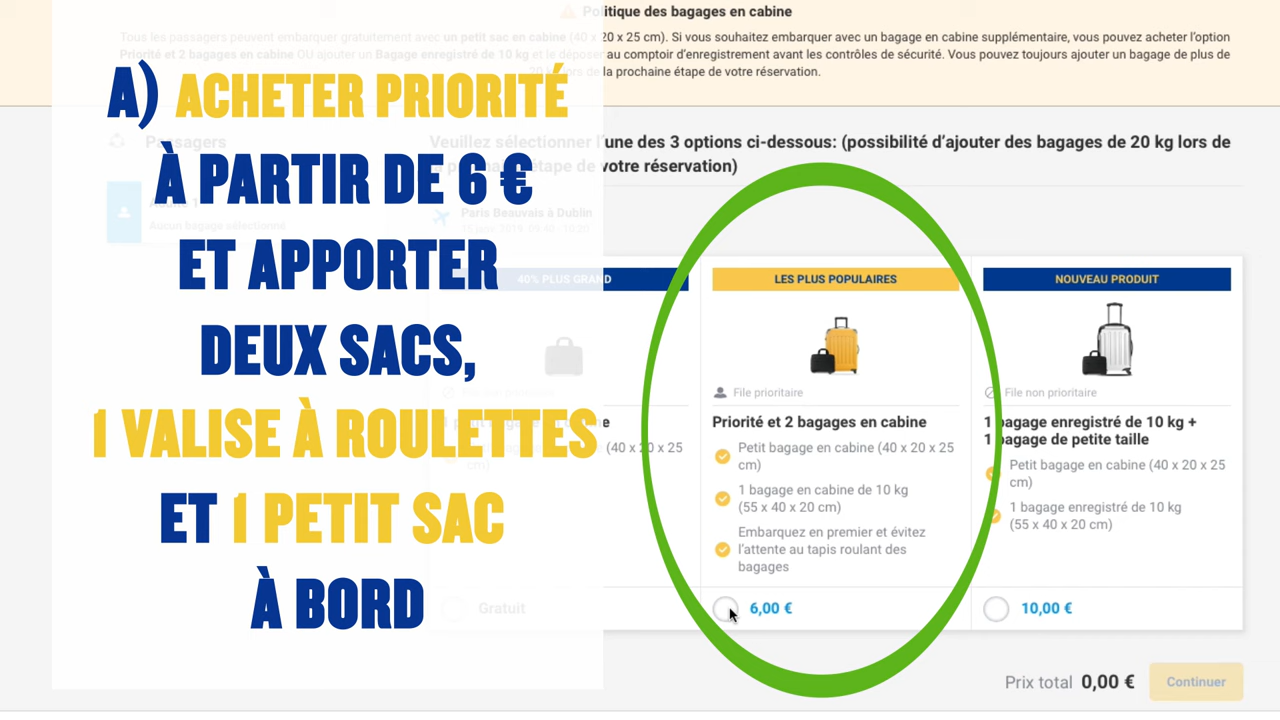 Politique des bagages en cabine
Tous les passagers peuvent embarquer gratuitement avec un petit sac en cabine (40 x 20 x 25 cm). Si vous souhaitez embarquer avec un bagage en cabine supplémentaire, vous pouvez acheter l'option
Priorité et 2 bagages en cabine OU ajouter un Bagage enregistré de 10 kg et le déposer au comptoir d'enregistrement avant les contrôles de sécurité. Vous pouvez toujours ajouter un bagage de plus de
20 kg lors de la prochaine étape de votre réservation.
A) ACHETER PRIORITÉ
À PARTIR DE 6 €
ET APPORTER
DEUX SACS,
1 VALISE À ROULETTES
ET 1 PETIT SAC
À BORD
Passagers
Aucun bagage sélectionné
Veuillez sélectionner l'une des 3 options ci-dessous: (possibilité d'ajouter des bagages de 20 kg lors de
la prochaine étape de votre réservation)
Paris Beauvais à Dublin
40% PLUS GRAND
(40 x 20 x 25
cm)
Gratuit
LES PLUS POPULAIRES
File prioritaire
Priorité et 2 bagages en cabine
Petit bagage en cabine (40 x 20 x 25
cm)
1 bagage en cabine de 10 kg
(55 x 40 x 20 cm)
Embarquez en premier et évitez
l'attente au tapis roulant des
bagages
6,00 €
NOUVEAU PRODUIT
File non prioritaire
1 bagage enregistré de 10 kg +
1 bagage de petite taille
Petit bagage en cabine (40 x 20 x 25
cm)
1 bagage enregistré de 10 kg
(55 x 40 x 20 cm)
10,00 €
Prix total 0,00 €
Continuer